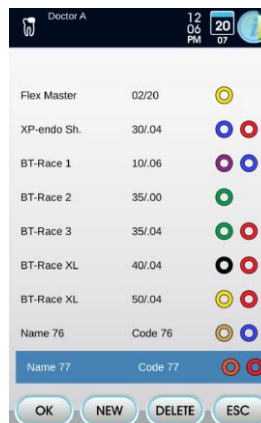 Doctor A
12
06
PM
20
07
i
Flex Master 02/20
XP-endo Sh. 30/.04
BT-Race 1 10/.06
BT-Race 2 35/.00
BT-Race 3 35/.04
BT-Race XL 40/.04
BT-Race XL 50/.04
Name 76 Code 76
Name 77 Code 77
OK NEW DELETE ESC